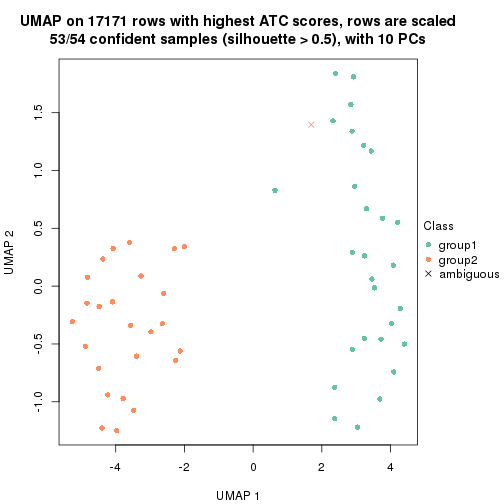 UMAP on 17171 rows with highest ATC scores, rows are scaled
53/54 confident samples (silhouette > 0.5), with 10 PCs
1.5
1.0
0.5
0.0
-0.5
-1.0
UMAP 2
-4
-2
0
2
4
UMAP 1
Class
group1
group2
ambiguous